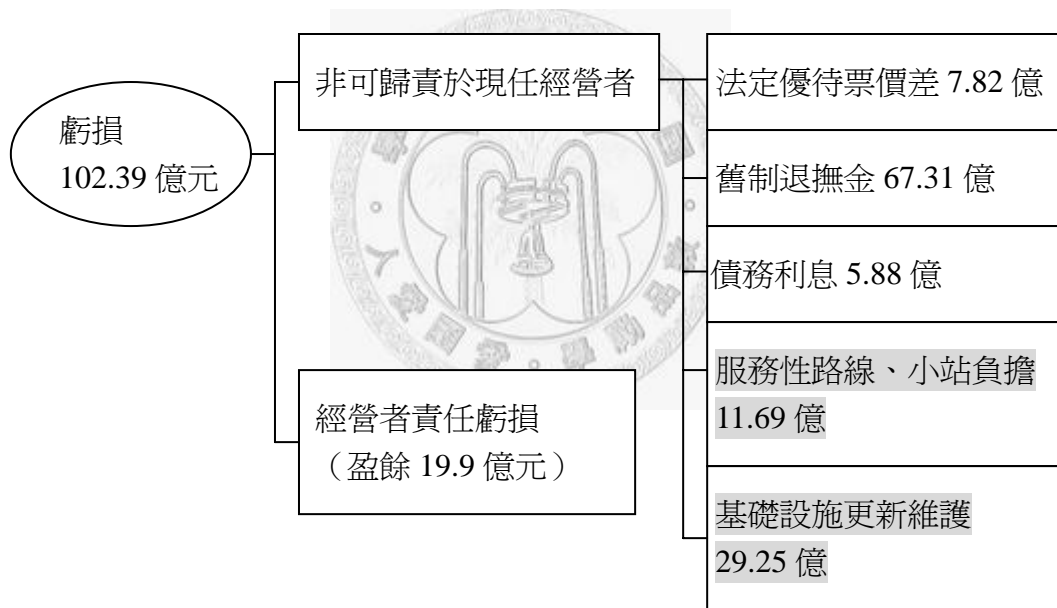 虧損
102.39 億元
非可歸責於現任經營者
經營者責任虧損
（盈餘 19.9 億元）
法定優待票價差 7.82 億
舊制退撫金 67.31 億
債務利息 5.88 億
服務性路線、小站負擔
11.69 億
基礎設施更新維護
29.25 億